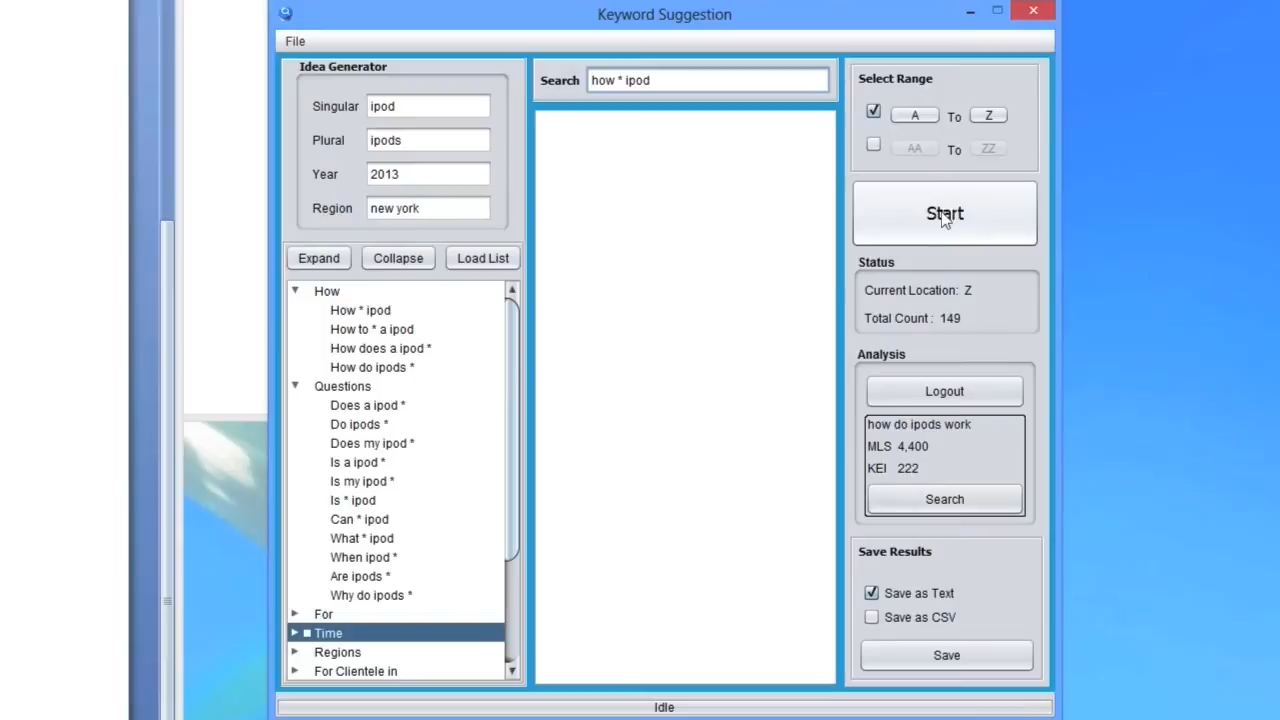 Keyword Suggestion
File
Idea Generator
Singular ipod
Plural ipods
Year 2013
Region new york
Expand Collapse Load List
How
How * ipod
How to * a ipod
How does a ipod *
How do ipods *
Questions
Does a ipod *
Do ipods *
Does my ipod *
Is a ipod *
Is my ipod *
Is * ipod
Can * ipod
What * ipod
When ipod *
Are ipods *
Why do ipods *
For
Time
Regions
For Clientele in
Search how * ipod
Select Range
A To Z
AA To ZZ
Start
Status
Current Location: Z
Total Count : 149
Analysis
Logout
how do ipods work
MLS 4,400
KEI 222
Search
Save Results
Save as Text
Save as CSV
Save
Idle